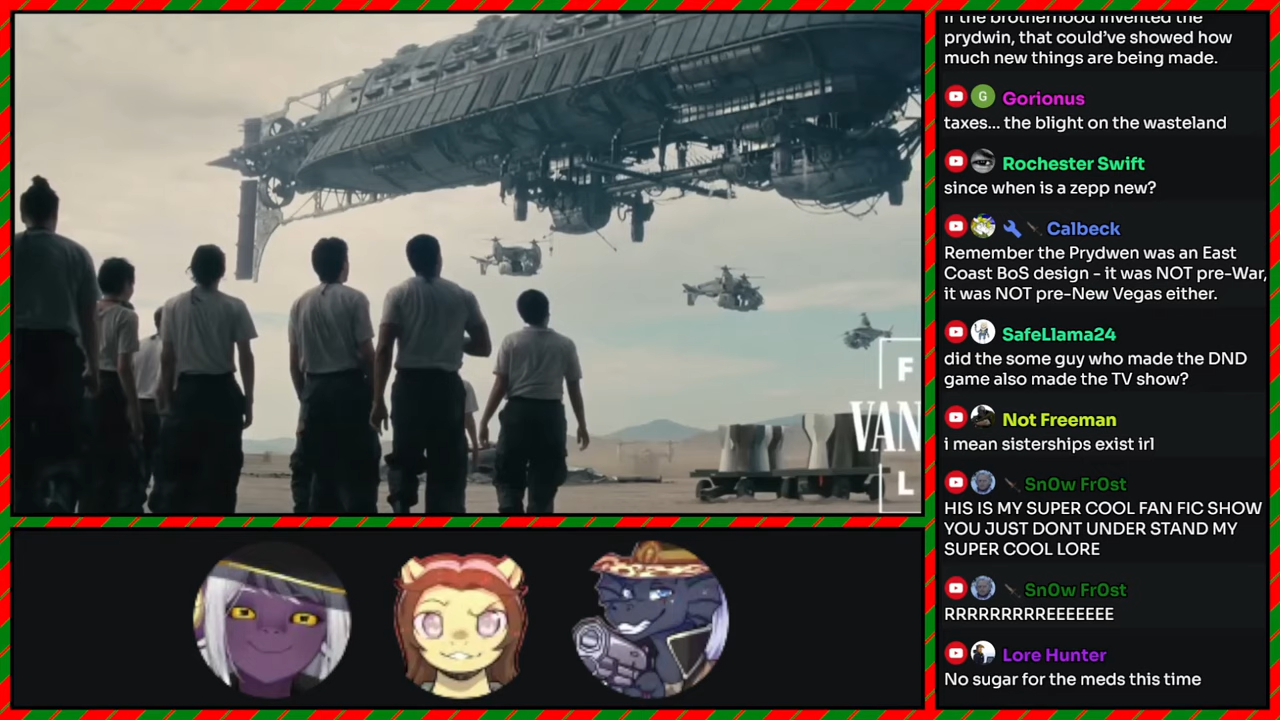 F
VAN
L
If the brotherhood invented the
prydwin, that could've showed how
much new things are being made.
G Gorionus
taxes... the blight on the wasteland
Rochester Swift
since when is a zepp new?
Calbeck
Remember the Prydwen was an East
Coast BoS design - it was NOT pre-War,
it was NOT pre-New Vegas either.
SafeLlama24
did the some guy who made the DND
game also made the TV show?
Not Freeman
i mean sisterships exist irl
Sn0w Fr0st
HIS IS MY SUPER COOL FAN FIC SHOW
YOU JUST DONT UNDER STAND MY
SUPER COOL LORE
Sn0w Fr0st
RRRRRRRRREEEEEEE
Lore Hunter
No sugar for the meds this time